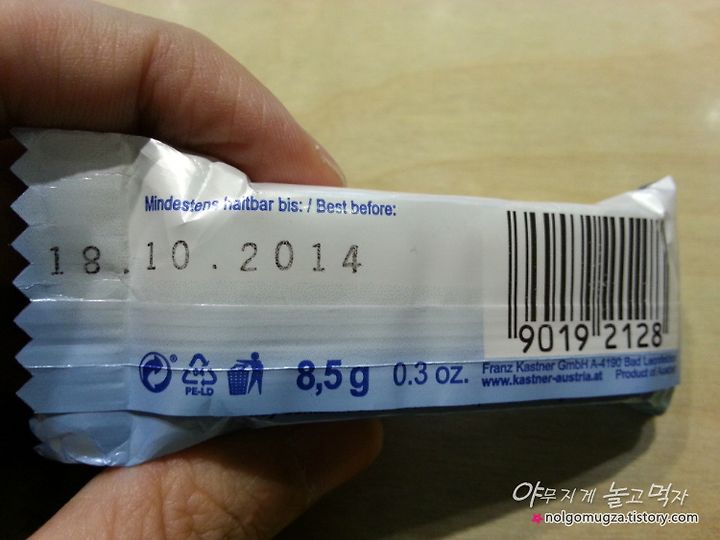 Mindestens haltbar bis: / Best before:
18.10.2014
9019 2128
PE-LD
8,5g 0.3 oz.
Franz Kastner GmbH A-4190 Bad
www.kastner-austria.at Product of
야무지게 놀고먹자
nolgomugza.tistory.com